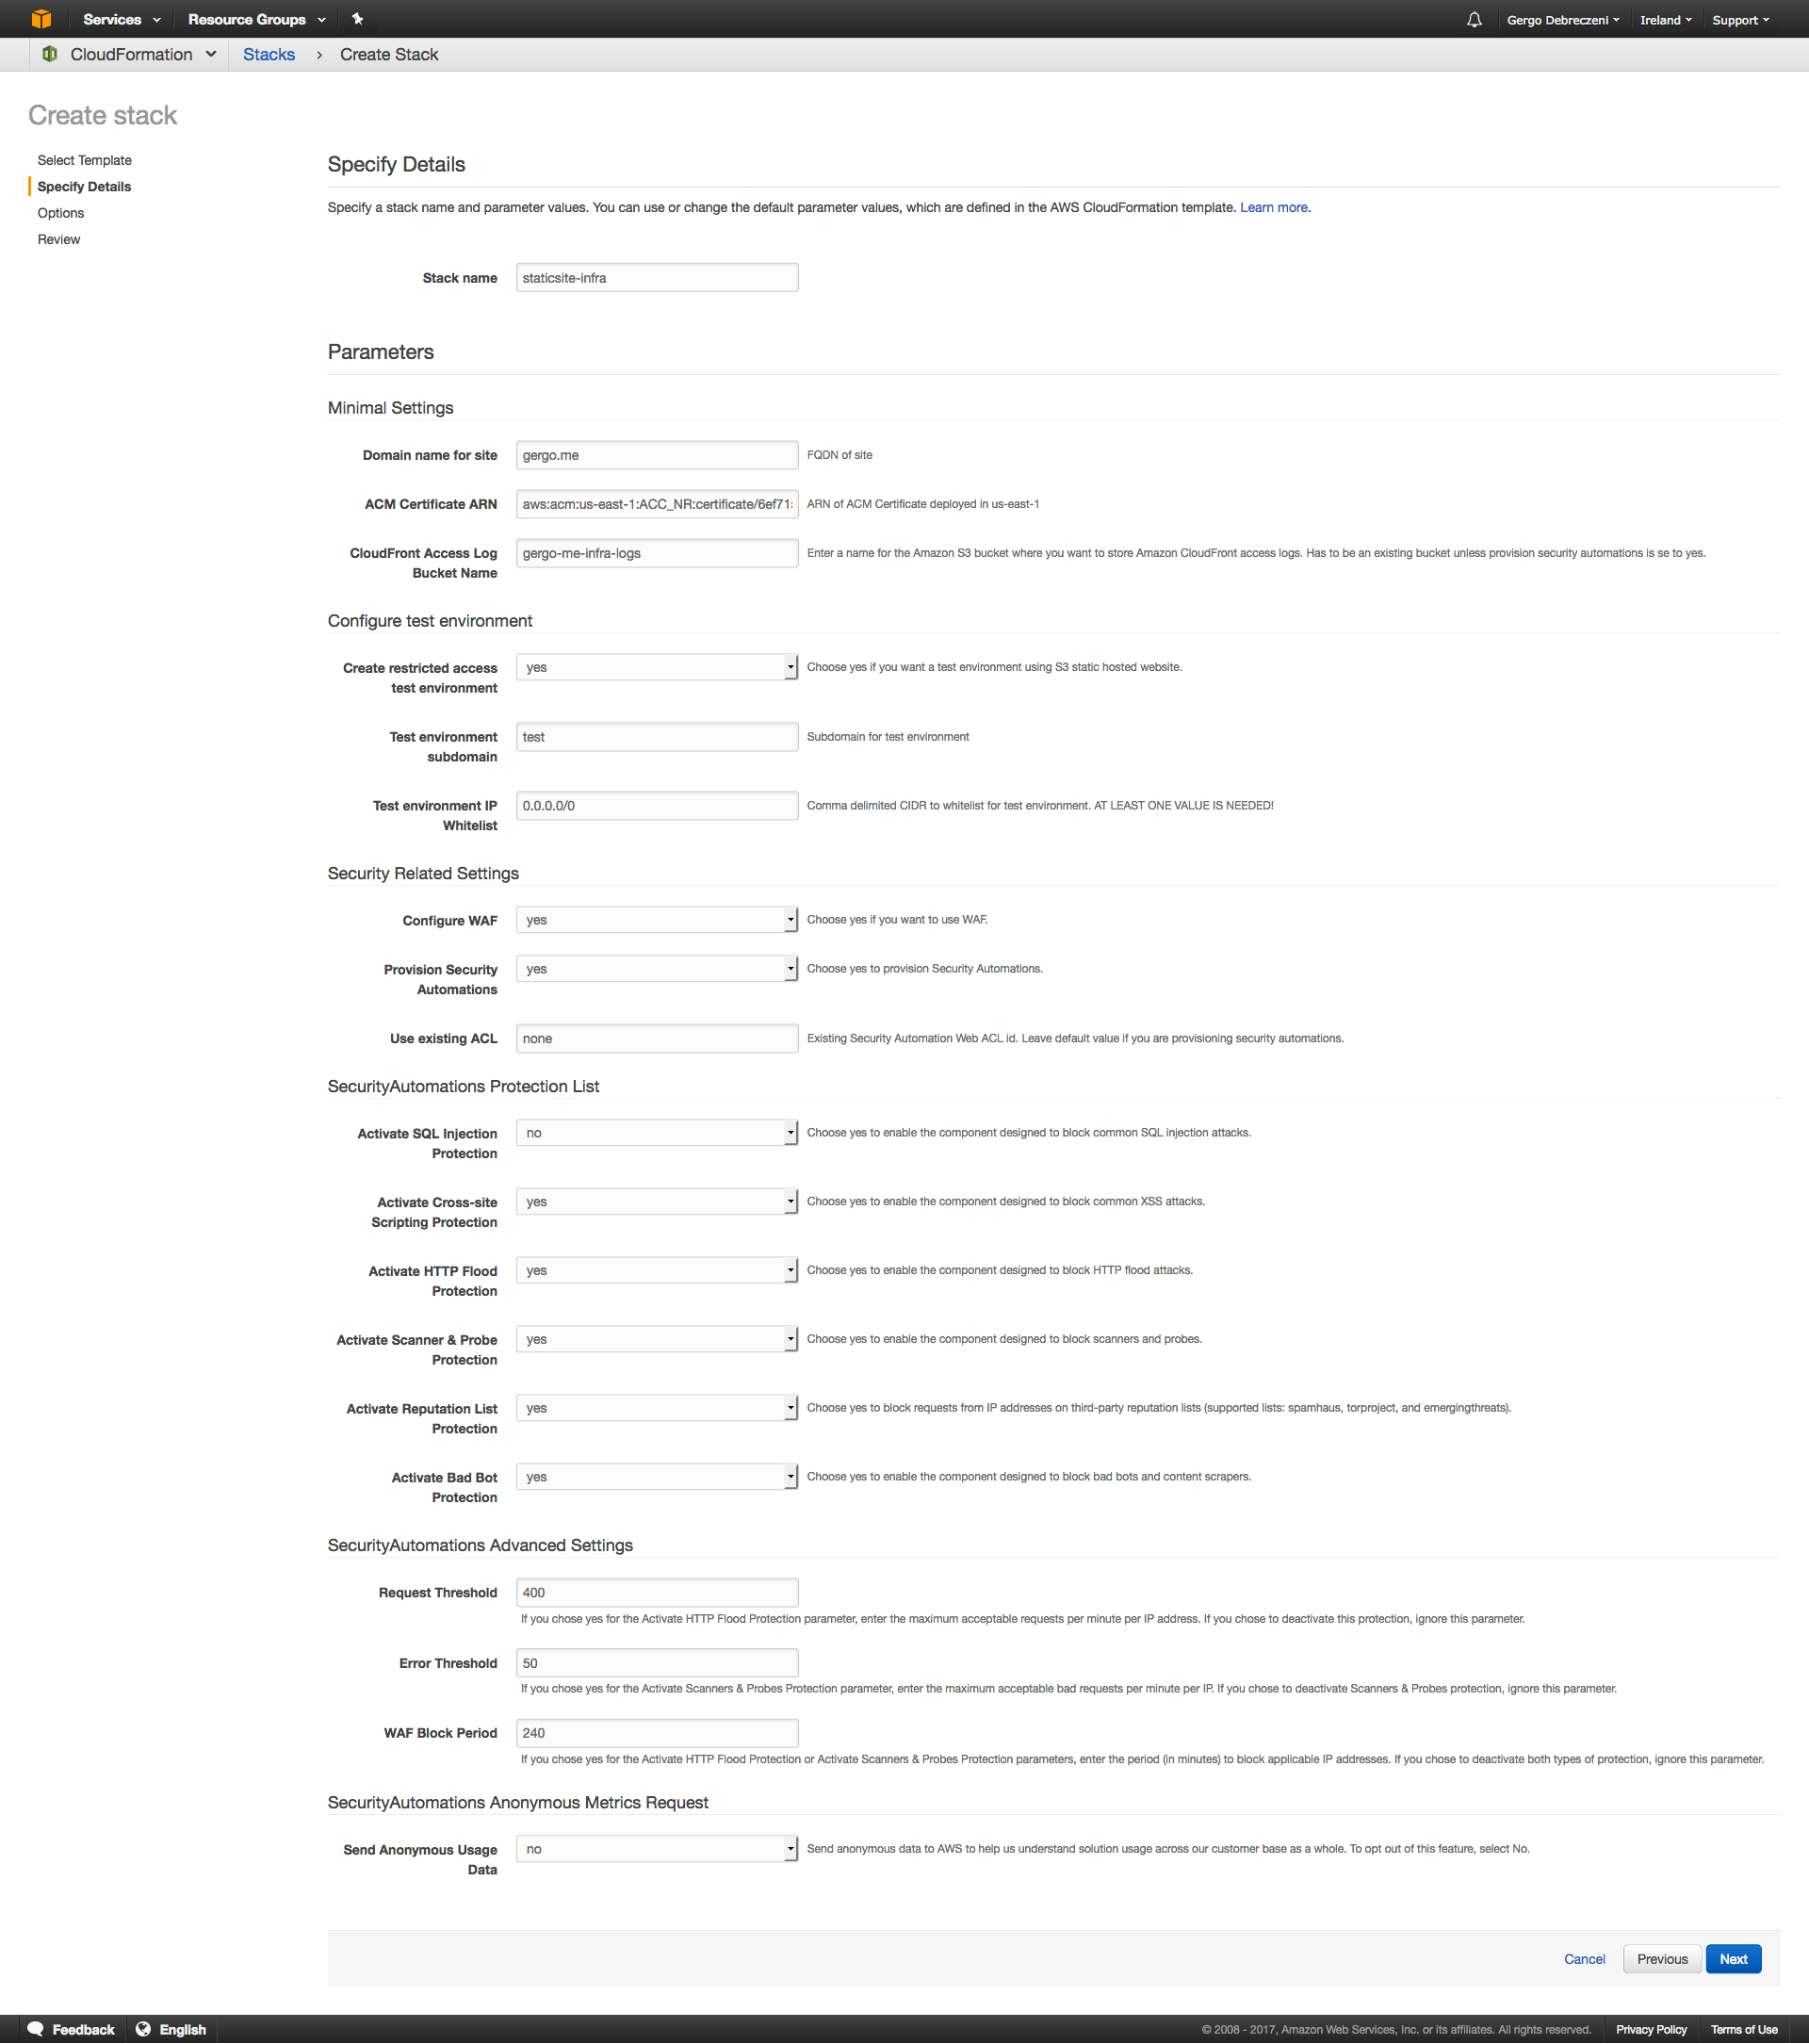 Services Resource Groups Gergo Debreczeni Ireland Support
CloudFormation Stacks › Create Stack
Create stack
Select Template
Specify Details
Options
Review
Specify Details
Specify a stack name and parameter values. You can use or change the default parameter values, which are defined in the AWS CloudFormation template. Learn more.
Stack name staticsite-infra
Parameters
Minimal Settings
Domain name for site gergo.me FQDN of site
ACM Certificate ARN aws:acm:us-east-1:ACC_NR:certificate/6ef71 ARN of ACM Certificate deployed in us-east-1
CloudFront Access Log gergo-me-infra-logs Enter a name for the Amazon S3 bucket where you want to store Amazon CloudFront access logs. Has to be an existing bucket unless provision security automations is se to yes.
Bucket Name
Configure test environment
Create restricted access yes Choose yes if you want a test environment using S3 static hosted website.
test environment
Test environment test Subdomain for test environment
subdomain
Test environment IP 0.0.0.0/0 Comma delimited CIDR to whitelist for test environment. AT LEAST ONE VALUE IS NEEDED!
Whitelist
Security Related Settings
Configure WAF yes Choose yes if you want to use WAF.
Provision Security yes Choose yes to provision Security Automations.
Automations
Use existing ACL none Existing Security Automation Web ACL id. Leave default value if you are provisioning security automations.
SecurityAutomations Protection List
Activate SQL Injection no Choose yes to enable the component designed to block common SQL injection attacks.
Protection
Activate Cross-site yes Choose yes to enable the component designed to block common XSS attacks.
Scripting Protection
Activate HTTP Flood yes Choose yes to enable the component designed to block HTTP flood attacks.
Protection
Activate Scanner & Probe yes Choose yes to enable the component designed to block scanners and probes.
Protection
Activate Reputation List yes Choose yes to block requests from IP addresses on third-party reputation lists (supported lists: spamhaus, torproject, and emergingthreats).
Protection
Activate Bad Bot yes Choose yes to enable the component designed to block bad bots and content scrapers.
Protection
SecurityAutomations Advanced Settings
Request Threshold 400
If you chose yes for the Activate HTTP Flood Protection parameter, enter the maximum acceptable requests per minute per IP address. If you chose to deactivate this protection, ignore this parameter.
Error Threshold 50
If you chose yes for the Activate Scanners & Probes Protection parameter, enter the maximum acceptable bad requests per minute per IP. If you chose to deactivate Scanners & Probes protection, ignore this parameter.
WAF Block Period 240
If you chose yes for the Activate HTTP Flood Protection or Activate Scanners & Probes Protection parameters, enter the period (in minutes) to block applicable IP addresses. If you chose to deactivate both types of protection, ignore this parameter.
SecurityAutomations Anonymous Metrics Request
Send Anonymous Usage no Send anonymous data to AWS to help us understand solution usage across our customer base as a whole. To opt out of this feature, select No.
Data
Cancel Previous Next
Feedback English © 2008 - 2017, Amazon Web Services, Inc. or its affiliates. All rights reserved. Privacy Policy Terms of Use